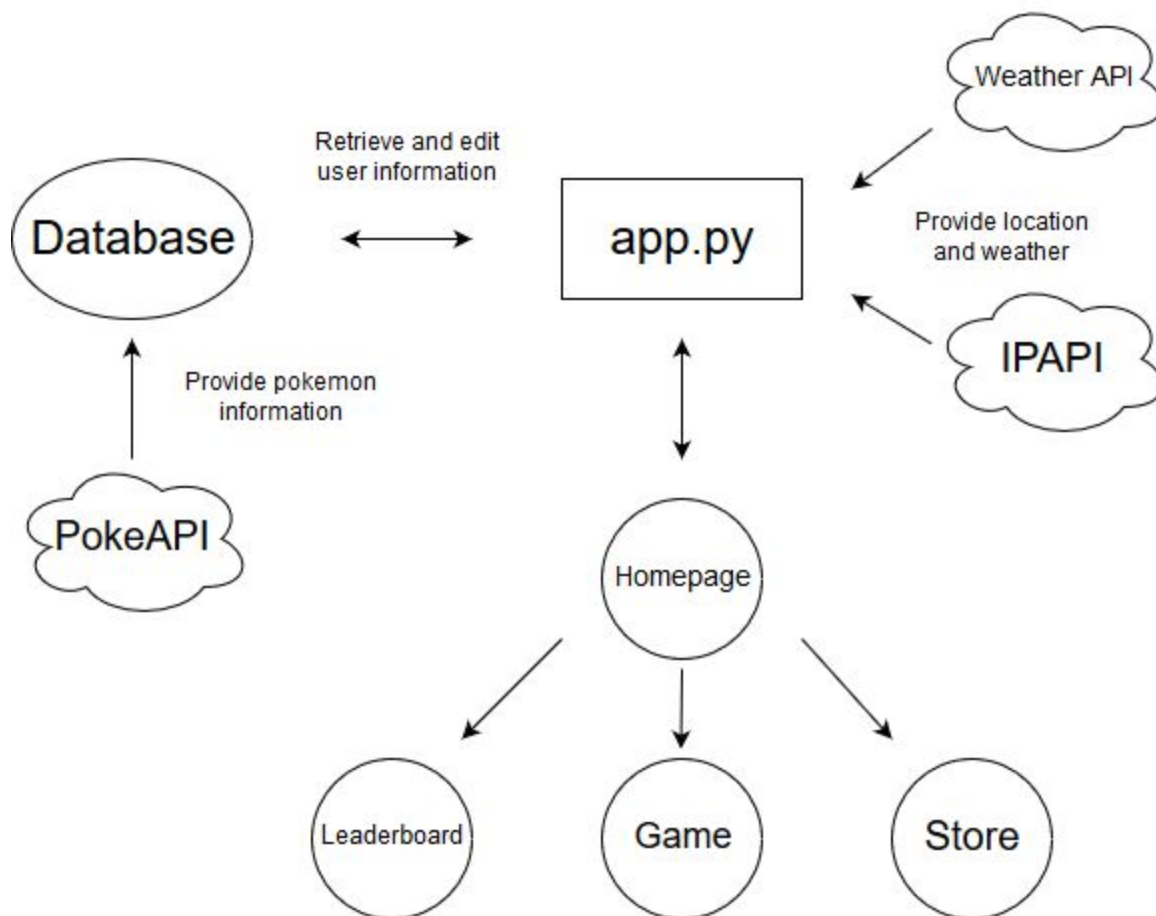 Weather API
Retrieve and edit
user information
Database
app.py
Provide location
and weather
IPAPI
Provide pokemon
information
PokeAPI
Homepage
Leaderboard
Game
Store